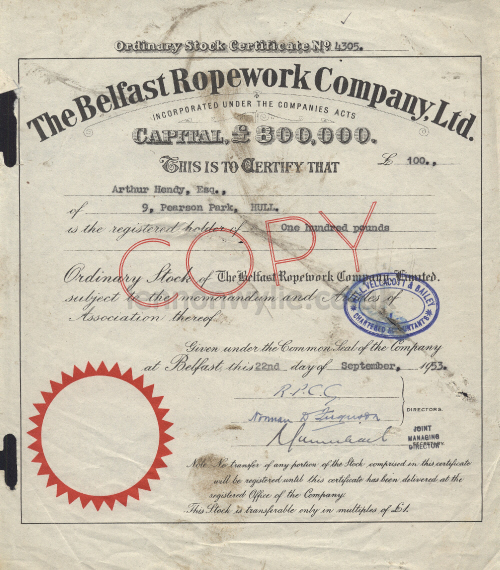 Ordinary Stock Certificate No 4305.
The Belfast Ropework Company, Ltd.
INCORPORATED UNDER THE COMPANIES ACTS
CAPITAL, £ 300,000.
THIS IS TO CERTIFY THAT £ 100.,
Arthur Hendy, Esq.,
of 9, Pearson Park, HULL.
is the registered holder of One hundred pounds
COPY
Ordinary Stock of The Belfast Ropework Company, Limited.
subject to the memorandum and Articles of
Association thereof.
VELLACOTT & BAILEY
CHARTERED ACCOUNTANTS
Given under the Common Seal of the Company
at Belfast, this 22nd day of September, 1953.
R.P.C.G.
DIRECTORS.
Norman D Ferguson
JOINT
MANAGING
DIRECTOR
SECRETARY
Note. No transfer of any portion of the Stock comprised in this certificate
will be registered until this certificate has been delivered at the
registered Office of the Company.
This Stock is transferable only in multiples of £1.